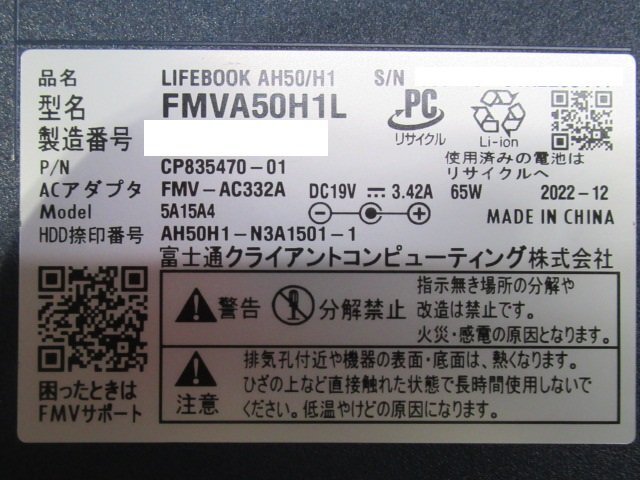 品名 LIFEBOOK AH50/H1 S/N
型名 FMVA50H1L
製造番号
P/N CP835470-01
ACアダプタ FMV-AC332A DC19V 3.42A 65W 2022-12
Model 5A15A4
HDD捺印番号 AH50H1-N3A1501-1
PC
リサイクル
Li-ion
使用済みの電池は
リサイクルへ
MADE IN CHINA
富士通クライアントコンピューティング株式会社
警告 分解禁止
指示無き場所の分解や
改造は禁止です。
火災・感電の原因となります。
注意
排気孔付近や機器の表面・底面は、熱くなります。
ひざの上など直接触れた状態で長時間使用しないで
ください。低温やけどの原因になります。
困ったときは
FMVサポート